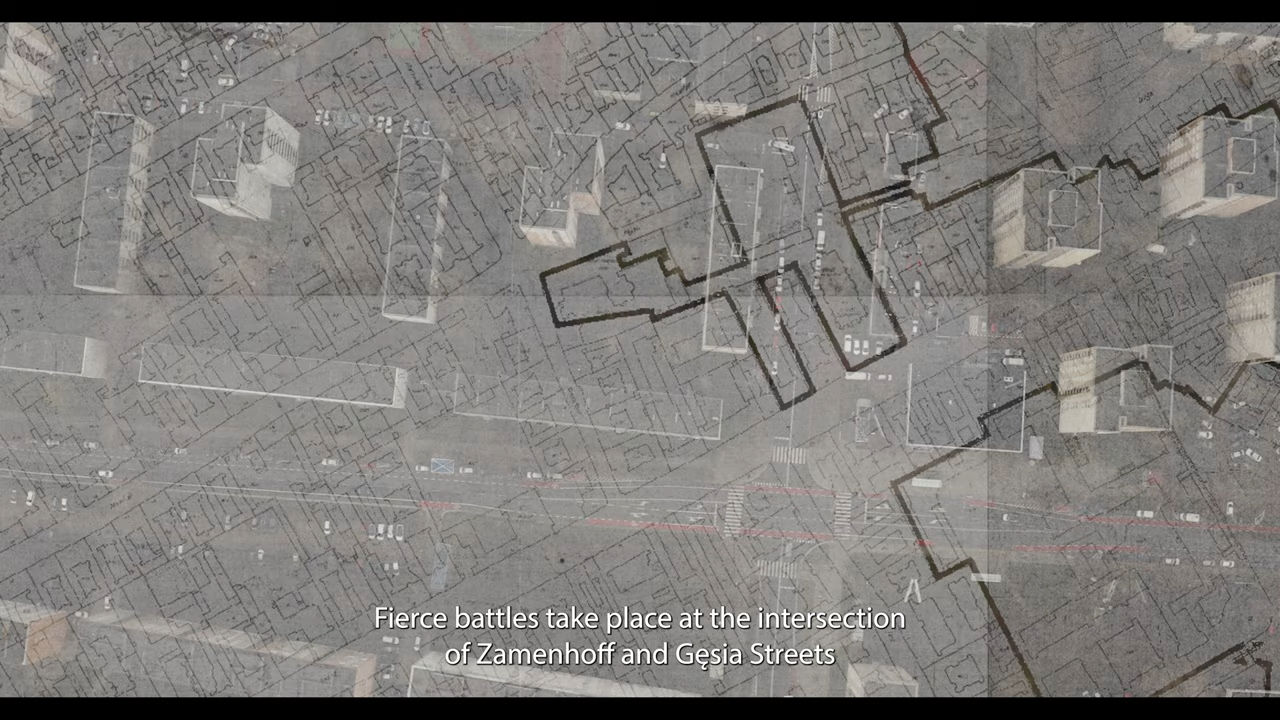 Fierce battles take place at the intersection
of Zamenhoff and Gęsia Streets